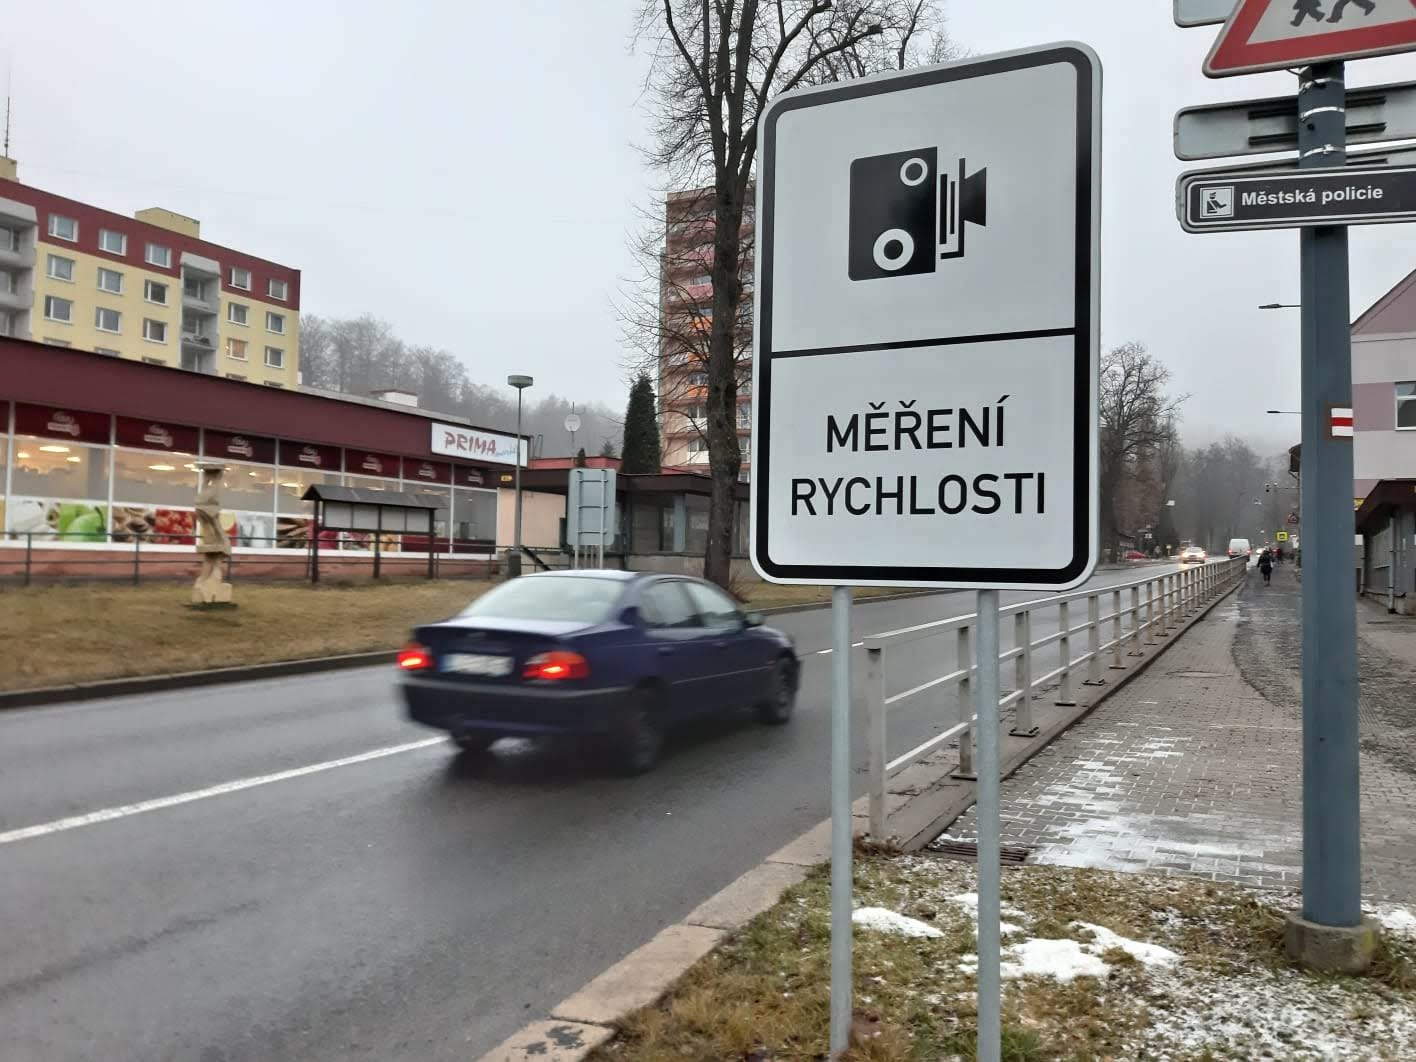 MĚŘENÍ
RYCHLOSTI
Městská policie
PRIMA